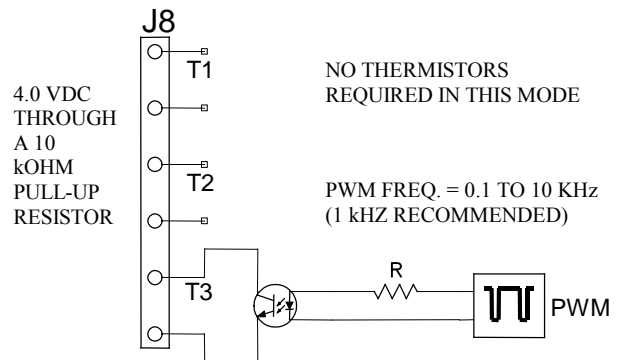 J8
T1
T2
T3
4.0 VDC
THROUGH
A 10
kOHM
PULL-UP
RESISTOR
NO THERMISTORS
REQUIRED IN THIS MODE
PWM FREQ. = 0.1 TO 10 KHz
(1 kHZ RECOMMENDED)
R
PWM